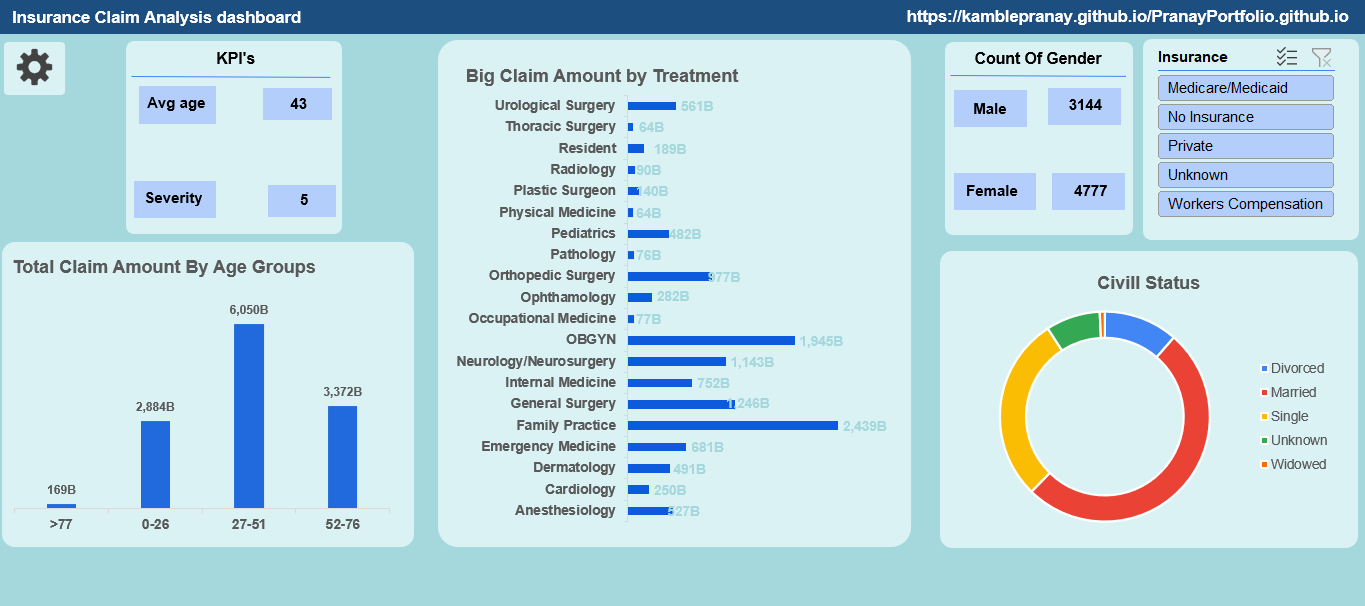 Insurance Claim Analysis dashboard
https://kamblepranay.github.io/PranayPortfolio.github.io
KPI's
Avg age 43
Severity 5
Total Claim Amount By Age Groups
169B
2,884B
6,050B
3,372B
>77 0-26 27-51 52-76
Big Claim Amount by Treatment
Urological Surgery 561B
Thoracic Surgery 64B
Resident 189B
Radiology 90B
Plastic Surgeon 140B
Physical Medicine 64B
Pediatrics 482B
Pathology 76B
Orthopedic Surgery 977B
Ophthamology 282B
Occupational Medicine 77B
OBGYN 1,945B
Neurology/Neurosurgery 1,143B
Internal Medicine 752B
General Surgery 1,246B
Family Practice 2,439B
Emergency Medicine 681B
Dermatology 491B
Cardiology 250B
Anesthesiology 527B
Count Of Gender
Male 3144
Female 4777
Insurance
Medicare/Medicaid
No Insurance
Private
Unknown
Workers Compensation
Civill Status
Divorced
Married
Single
Unknown
Widowed